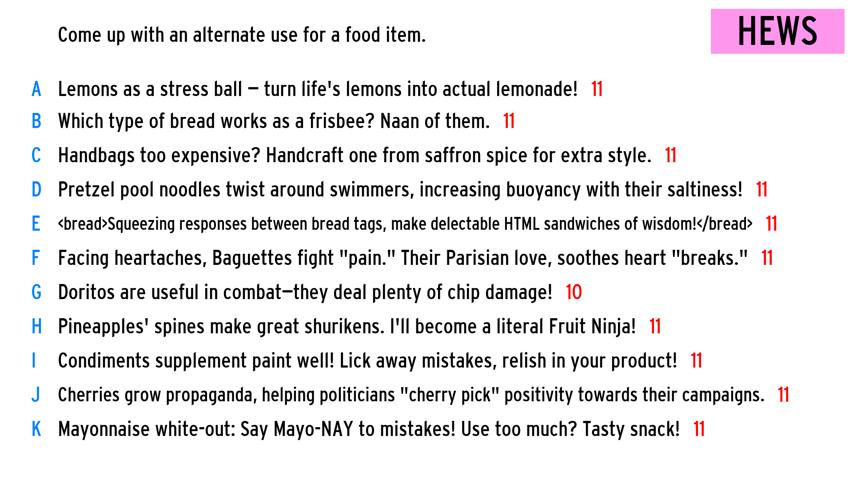 Come up with an alternate use for a food item.
HEWS
A Lemons as a stress ball — turn life's lemons into actual lemonade! 11
B Which type of bread works as a frisbee? Naan of them. 11
C Handbags too expensive? Handcraft one from saffron spice for extra style. 11
D Pretzel pool noodles twist around swimmers, increasing buoyancy with their saltiness! 11
E <bread>Squeezing responses between bread tags, make delectable HTML sandwiches of wisdom!</bread> 11
F Facing heartaches, Baguettes fight "pain." Their Parisian love, soothes heart "breaks." 11
G Doritos are useful in combat—they deal plenty of chip damage! 10
H Pineapples' spines make great shurikens. I'll become a literal Fruit Ninja! 11
I Condiments supplement paint well! Lick away mistakes, relish in your product! 11
J Cherries grow propaganda, helping politicians "cherry pick" positivity towards their campaigns. 11
K Mayonnaise white-out: Say Mayo-NAY to mistakes! Use too much? Tasty snack! 11